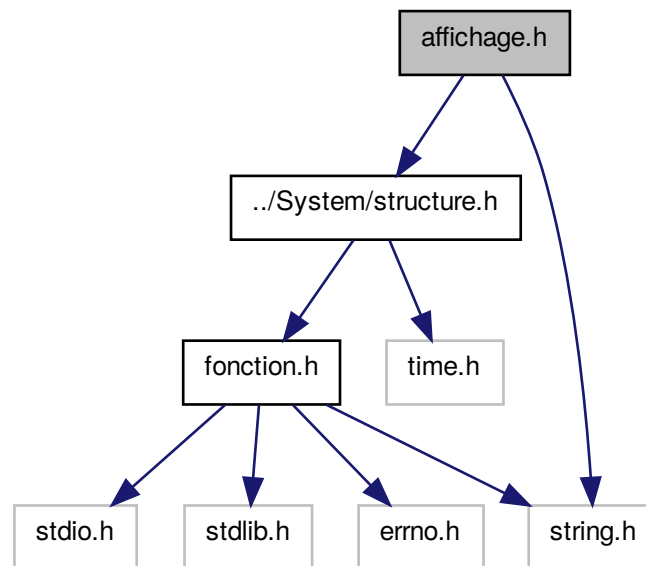 affichage.h
../System/structure.h
fonction.h
time.h
stdio.h
stdlib.h
errno.h
string.h